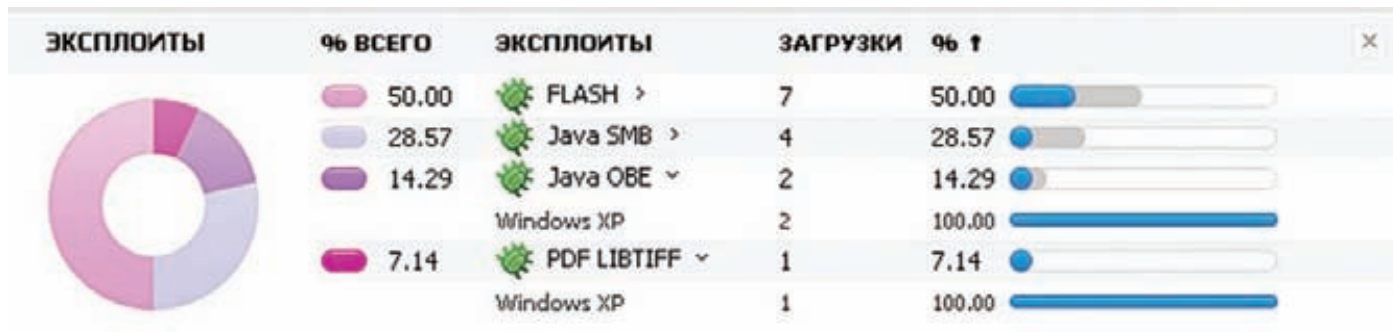 ЭКСПЛОИТЫ % ВСЕГО ЭКСПЛОИТЫ ЗАГРУЗКИ % ↑ ×
50.00 FLASH > 7 50.00
28.57 Java SMB > 4 28.57
14.29 Java OBE ˅ 2 14.29
Windows XP 2 100.00
7.14 PDF LIBTIFF ˅ 1 7.14
Windows XP 1 100.00